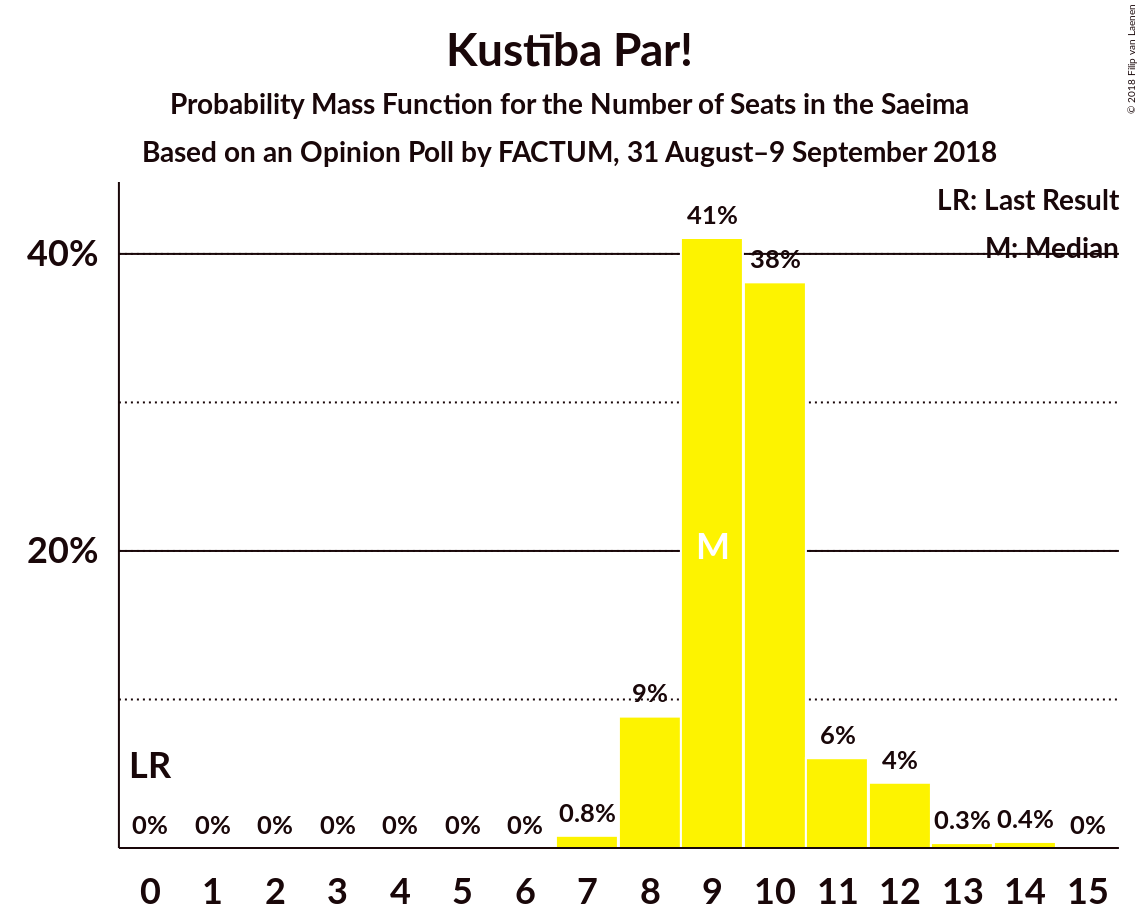 Kustība Par!
Probability Mass Function for the Number of Seats in the Saeima
Based on an Opinion Poll by FACTUM, 31 August–9 September 2018
© 2018 Filip van Laenen
LR: Last Result
M: Median
40%
20%
41%
38%
M
9%
6%
4%
LR
0% 0% 0% 0% 0% 0% 0% 0.8% 0.3% 0.4% 0%
0 1 2 3 4 5 6 7 8 9 10 11 12 13 14 15